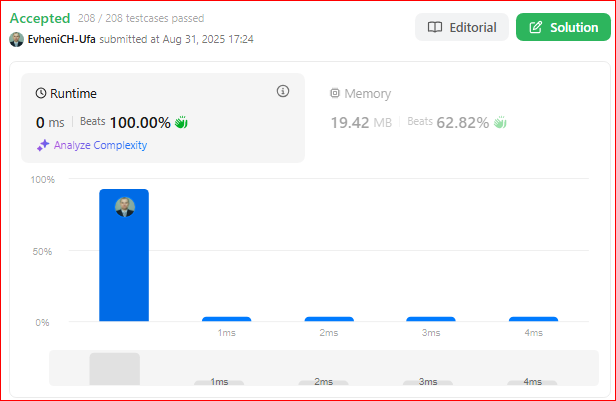 Accepted 208 / 208 testcases passed
EvheniCH-Ufa submitted at Aug 31, 2025 17:24
Editorial
Solution
Runtime
0 ms | Beats 100.00%
Analyze Complexity
Memory
19.42 MB | Beats 62.82%
100%
50%
0%
1ms 2ms 3ms 4ms
1ms 2ms 3ms 4ms